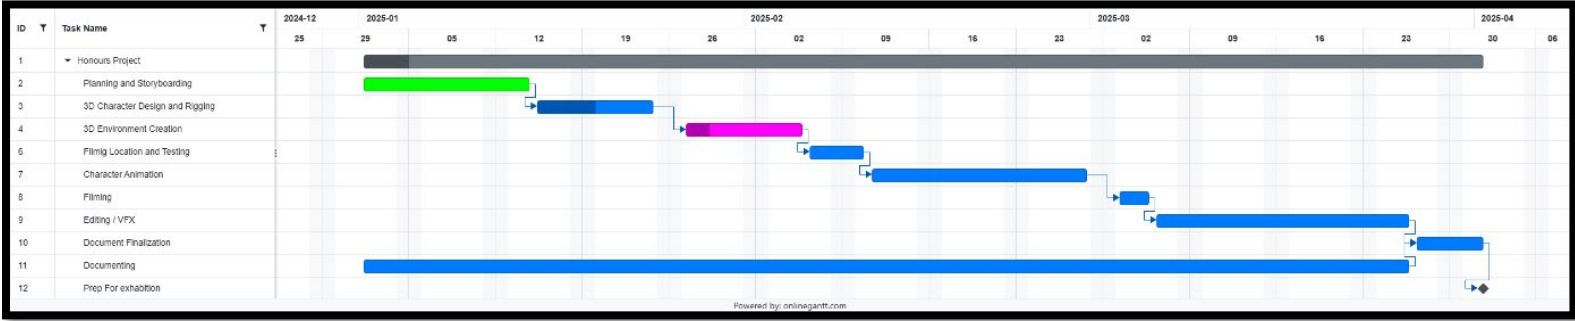 2024-12 2025-01 2025-02 2025-03 2025-04
ID Task Name
25 29 05 12 19 26 02 09 16 23 02 09 16 23 30 06
1 Honours Project
2 Planning and Storyboarding
3 3D Character Design and Rigging
4 3D Environment Creation
6 Filmig Location and Testing
7 Character Animation
8 Filming
9 Editing / VFX
10 Document Finalization
11 Documenting
12 Prep For exhabition
Powered by: onlinegantt.com